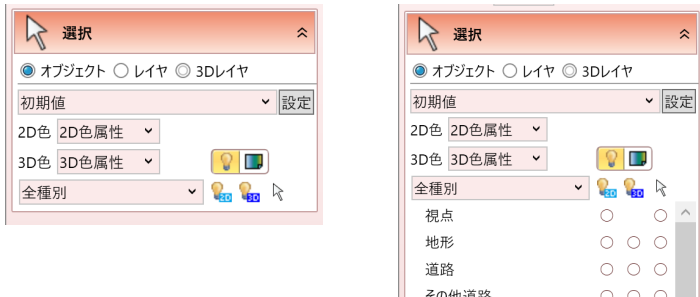 選択
オブジェクト レイヤ 3Dレイヤ
初期値 設定
2D色 2D色属性
3D色 3D色属性
全種別 2D 3D
選択
オブジェクト レイヤ 3Dレイヤ
初期値 設定
2D色 2D色属性
3D色 3D色属性
全種別 2D 3D
視点
地形
道路
その他道路